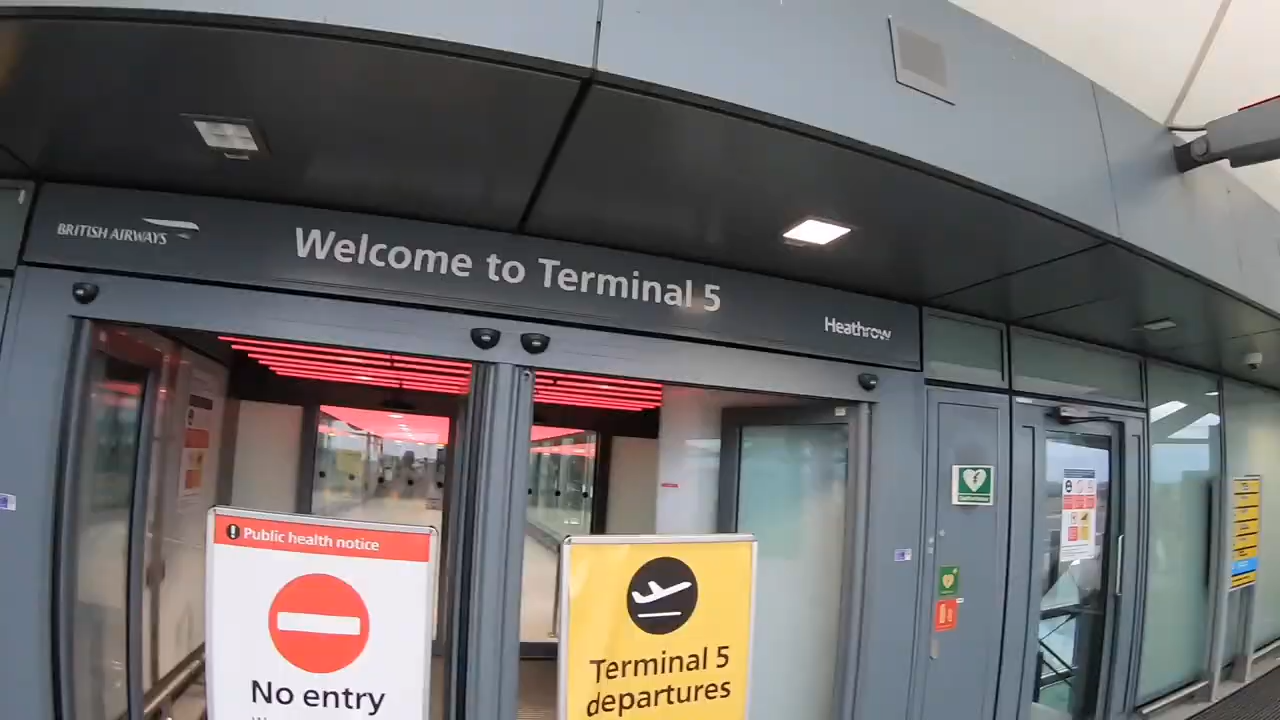 BRITISH AIRWAYS
Welcome to Terminal 5
Heathrow
Public health notice
No entry
Terminal 5
departures